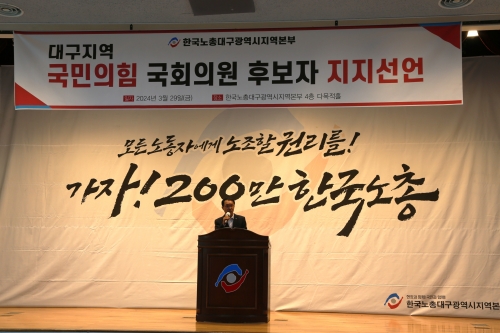 한국노총대구광역시지역본부
대구지역
국민의힘 국회의원 후보자 지지선언
일시 2024년 3월 29일(금) 장소 한국노총대구광역시지역본부 4층 다목적홀
모든 노동자에게 노조할 권리를!
가자! 200만 한국노총
한국노총대구광역시지역본부